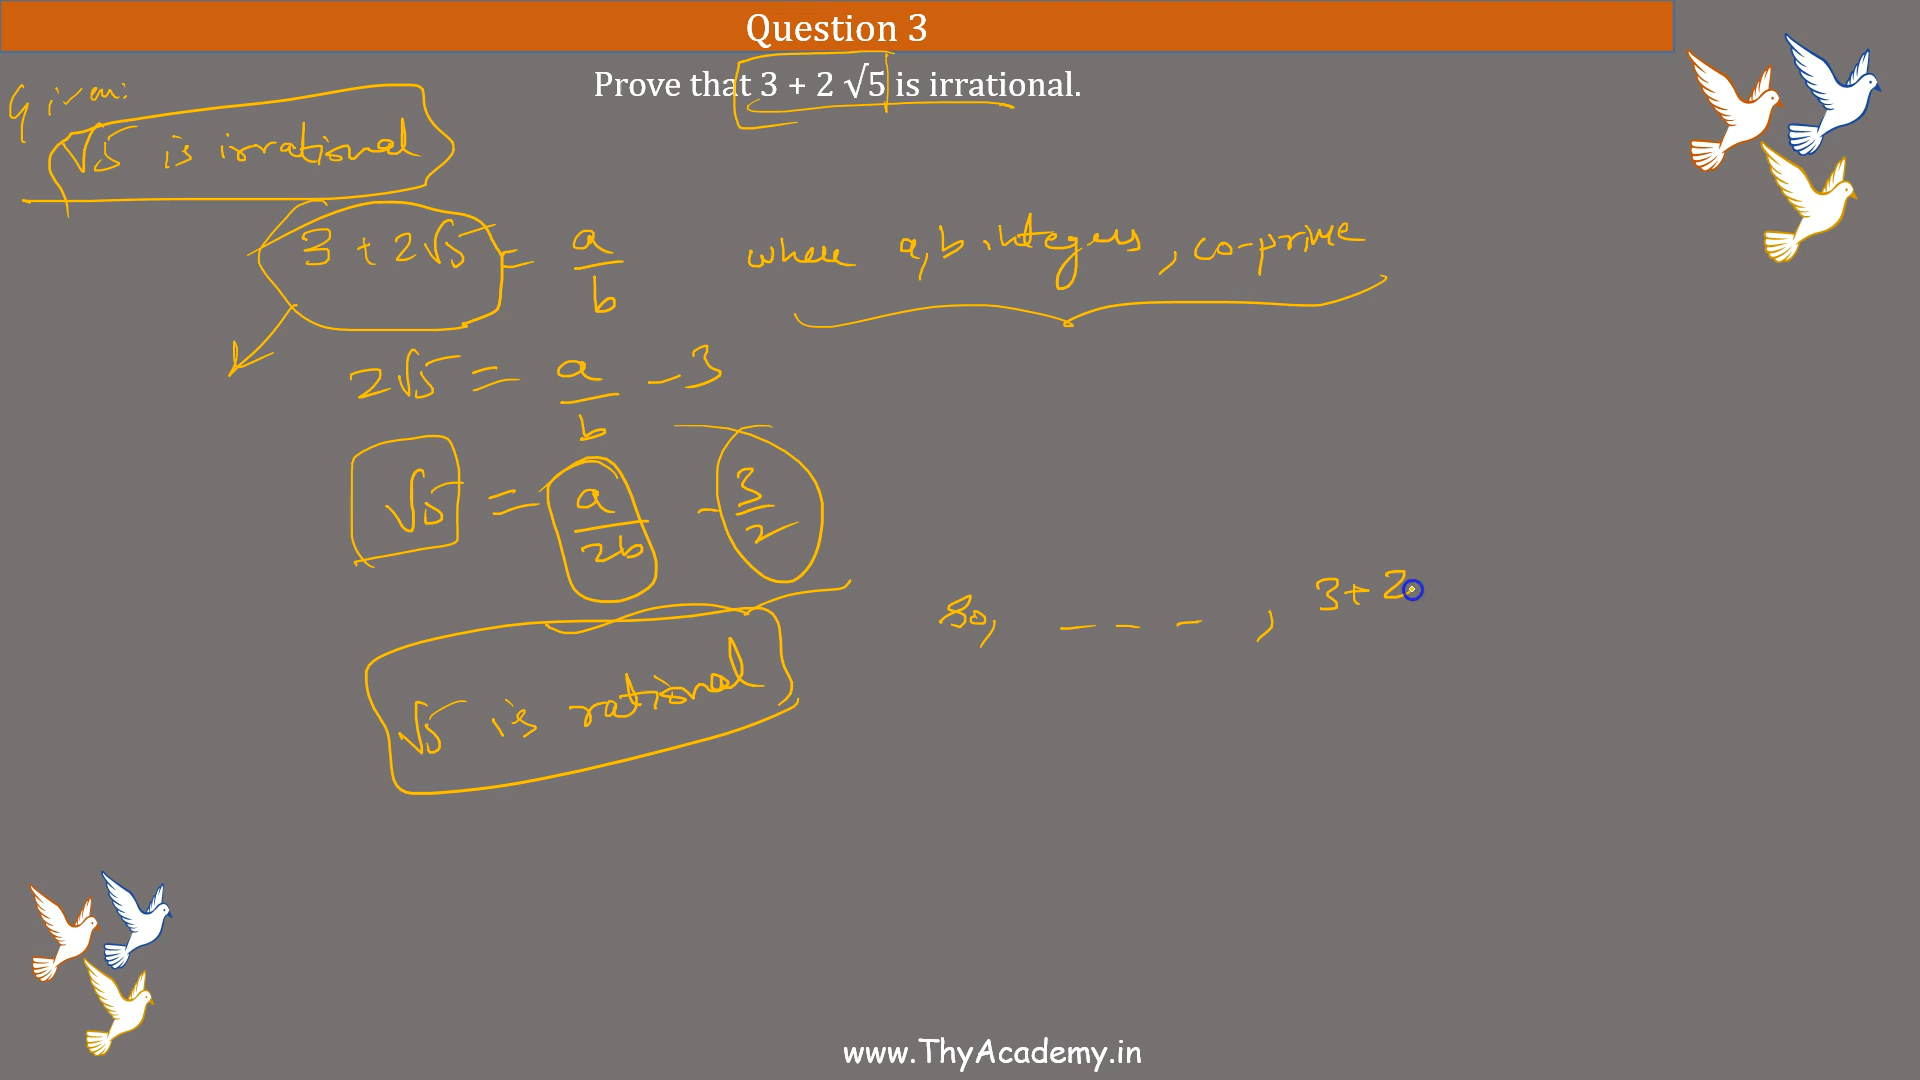 Question 3
Prove that 3 + 2 √5 is irrational.
Given:
√5 is irrational
3 + 2√5 = a/b where a, b integers, co-prime
2√5 = a/b - 3
√5 = a/2b - 3/2
So, - - - , 3 + 2
√5 is rational
www.ThyAcademy.in